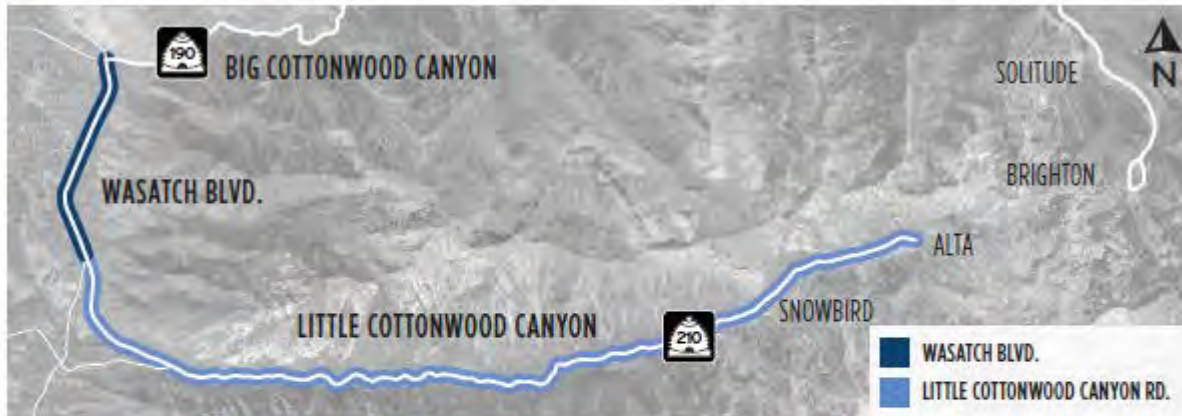 190
BIG COTTONWOOD CANYON
SOLITUDE
N
BRIGHTON
WASATCH BLVD.
ALTA
SNOWBIRD
LITTLE COTTONWOOD CANYON
210
WASATCH BLVD.
LITTLE COTTONWOOD CANYON RD.